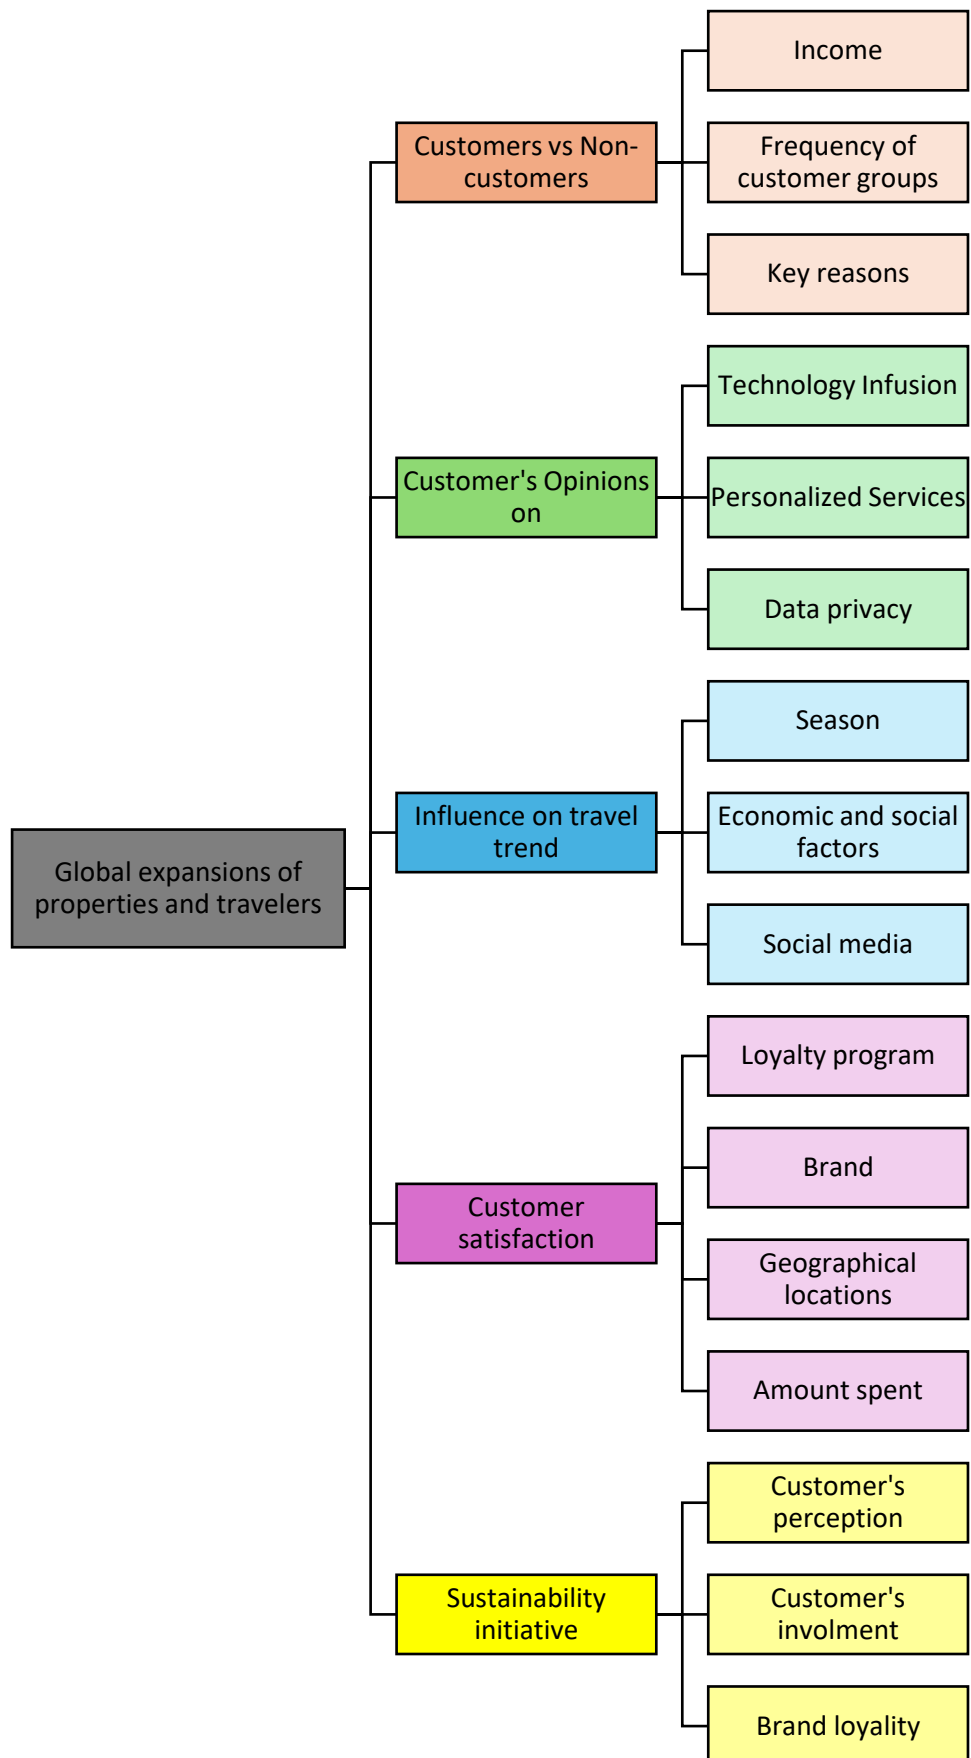 Income
Customers vs Non-
customers
Frequency of
customer groups
Key reasons
Technology Infusion
Customer's Opinions
on
Personalized Services
Data privacy
Season
Influence on travel
trend
Economic and social
factors
Global expansions of
properties and travelers
Social media
Loyalty program
Brand
Customer
satisfaction
Geographical
locations
Amount spent
Customer's
perception
Sustainability
initiative
Customer's
involment
Brand loyality